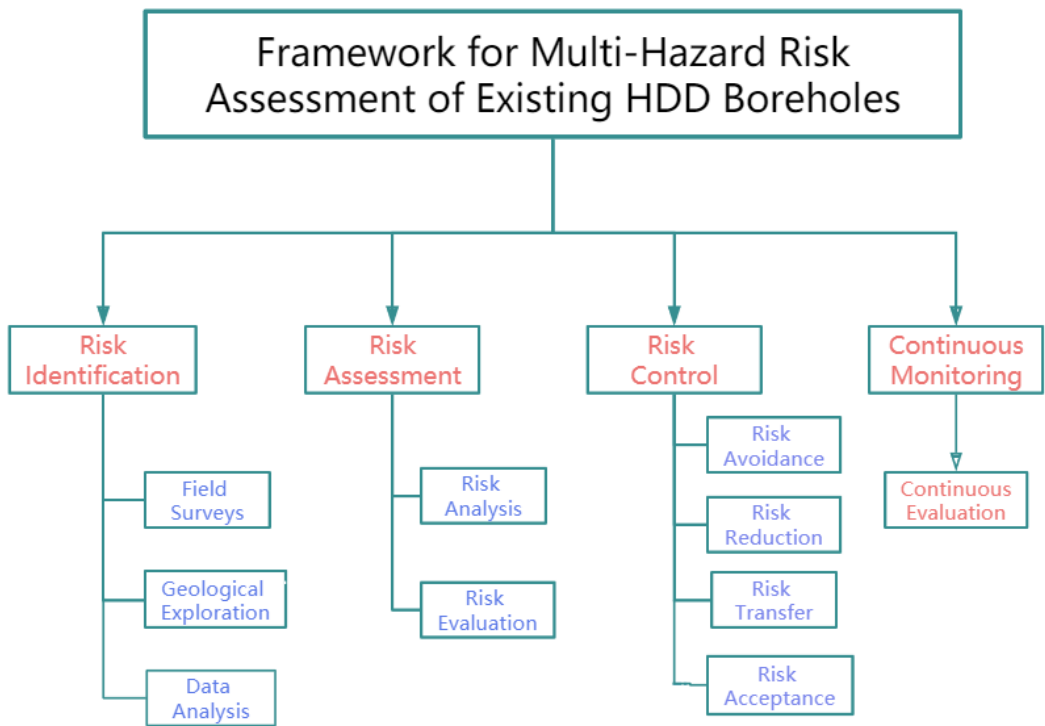 Framework for Multi-Hazard Risk
Assessment of Existing HDD Boreholes
Risk
Identification
Field
Surveys
Geological
Exploration
Data
Analysis
Risk
Assessment
Risk
Analysis
Risk
Evaluation
Risk
Control
Risk
Avoidance
Risk
Reduction
Risk
Transfer
Risk
Acceptance
Continuous
Monitoring
Continuous
Evaluation